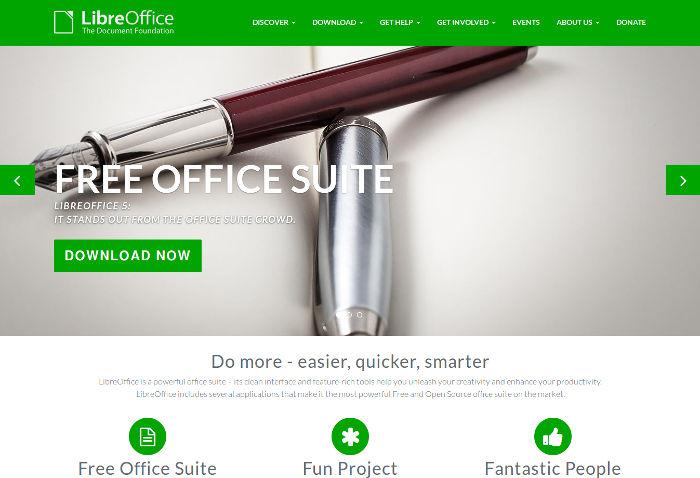 LibreOffice
The Document Foundation
DISCOVER DOWNLOAD GET HELP GET INVOLVED EVENTS ABOUT US DONATE
FREE OFFICE SUITE
LIBREOFFICE 5:
IT STANDS OUT FROM THE OFFICE SUITE CROWD.
DOWNLOAD NOW
Do more - easier, quicker, smarter
LibreOffice is a powerful office suite - its clean interface and feature-rich tools help you unleash your creativity and enhance your productivity.
LibreOffice includes several applications that make it the most powerful Free and Open Source office suite on the market.
Free Office Suite Fun Project Fantastic People